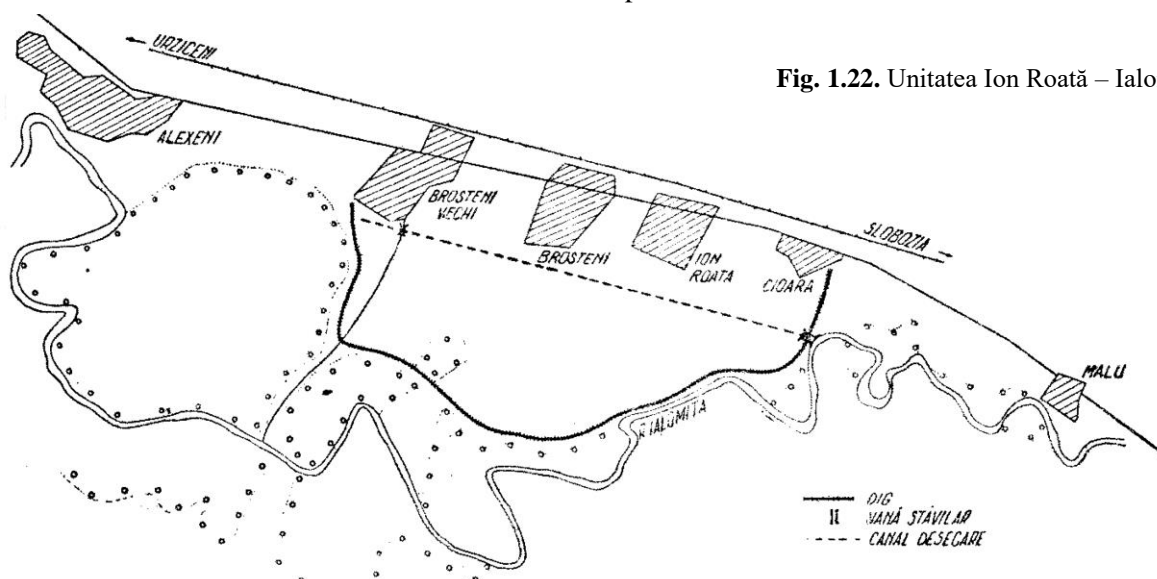 URZICENI
Fig. 1.22. Unitatea Ion Roată – Ialo
ALEXENI
BROSTENI
VECHI
BROSTENI
ION
ROATA
CIOARA
SLOBOZIA
MALU
R. IALOMITA
DIG
VANĂ STĂVILAR
CANAL DESECARE